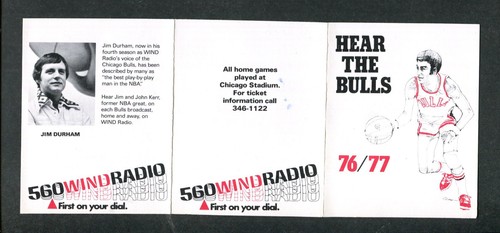 Jim Durham, now in his
fourth season as WIND
Radio's voice of the
Chicago Bulls, has been
described by many as
"the best play-by-play
man in the NBA."
Hear Jim and John Kerr,
former NBA great, on
each Bulls broadcast,
home and away, on
WIND Radio.
JIM DURHAM
560WINDRADIO
First on your dial.
All home games
played at
Chicago Stadium.
For ticket
information call
346-1122
560WINDRADIO
First on your dial.
HEAR
THE
BULLS
BULLS
76/77